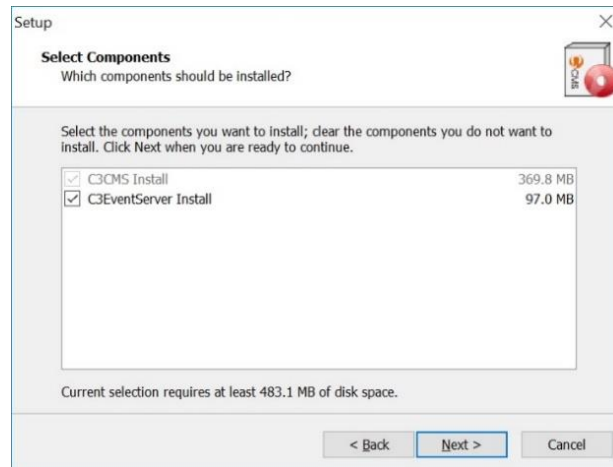 Setup
Select Components
Which components should be installed?
CMS
Select the components you want to install; clear the components you do not want to
install. Click Next when you are ready to continue.
C3CMS Install 369.8 MB
C3EventServer Install 97.0 MB
Current selection requires at least 483.1 MB of disk space.
< Back Next > Cancel